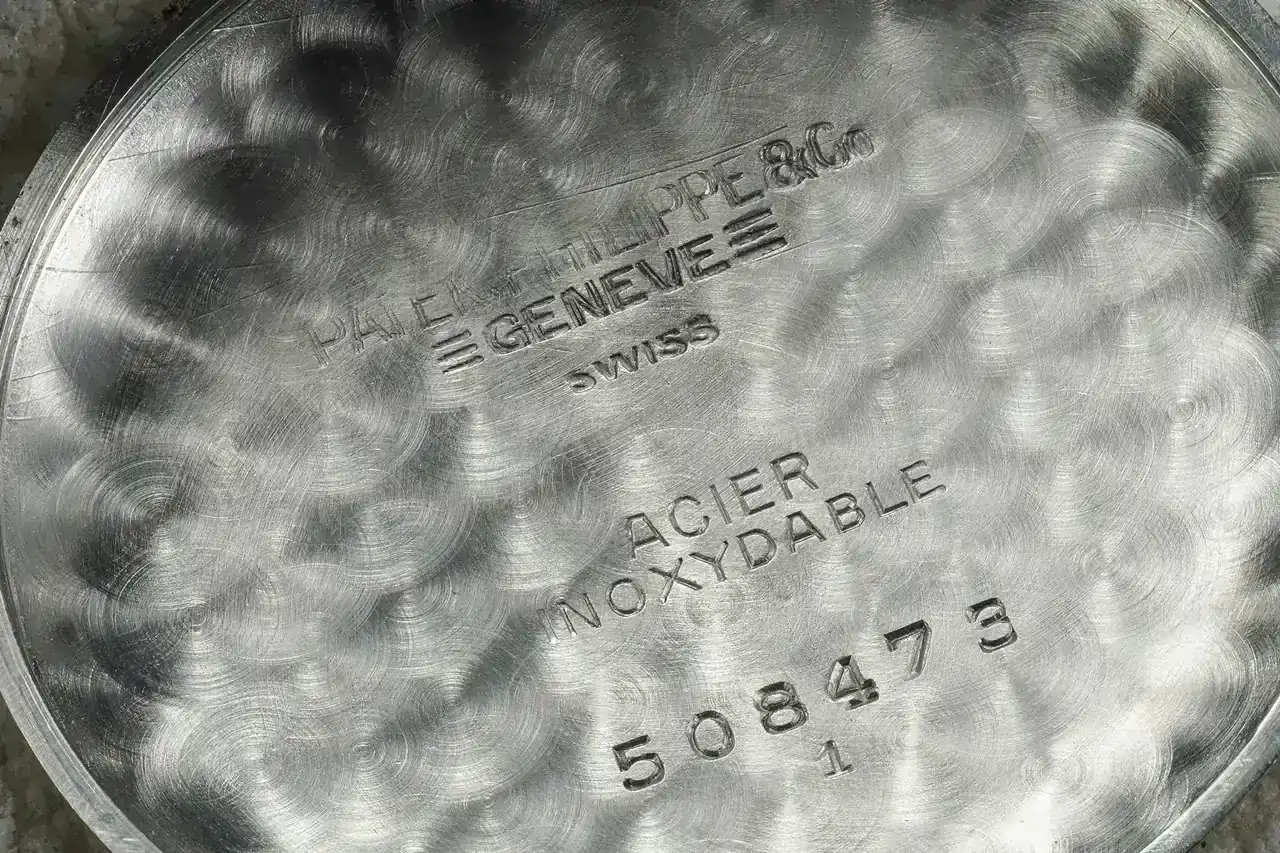 PATEK PHILIPPE & Co
≡GENEVE≡
SWISS
ACIER
INOXYDABLE
508473
1